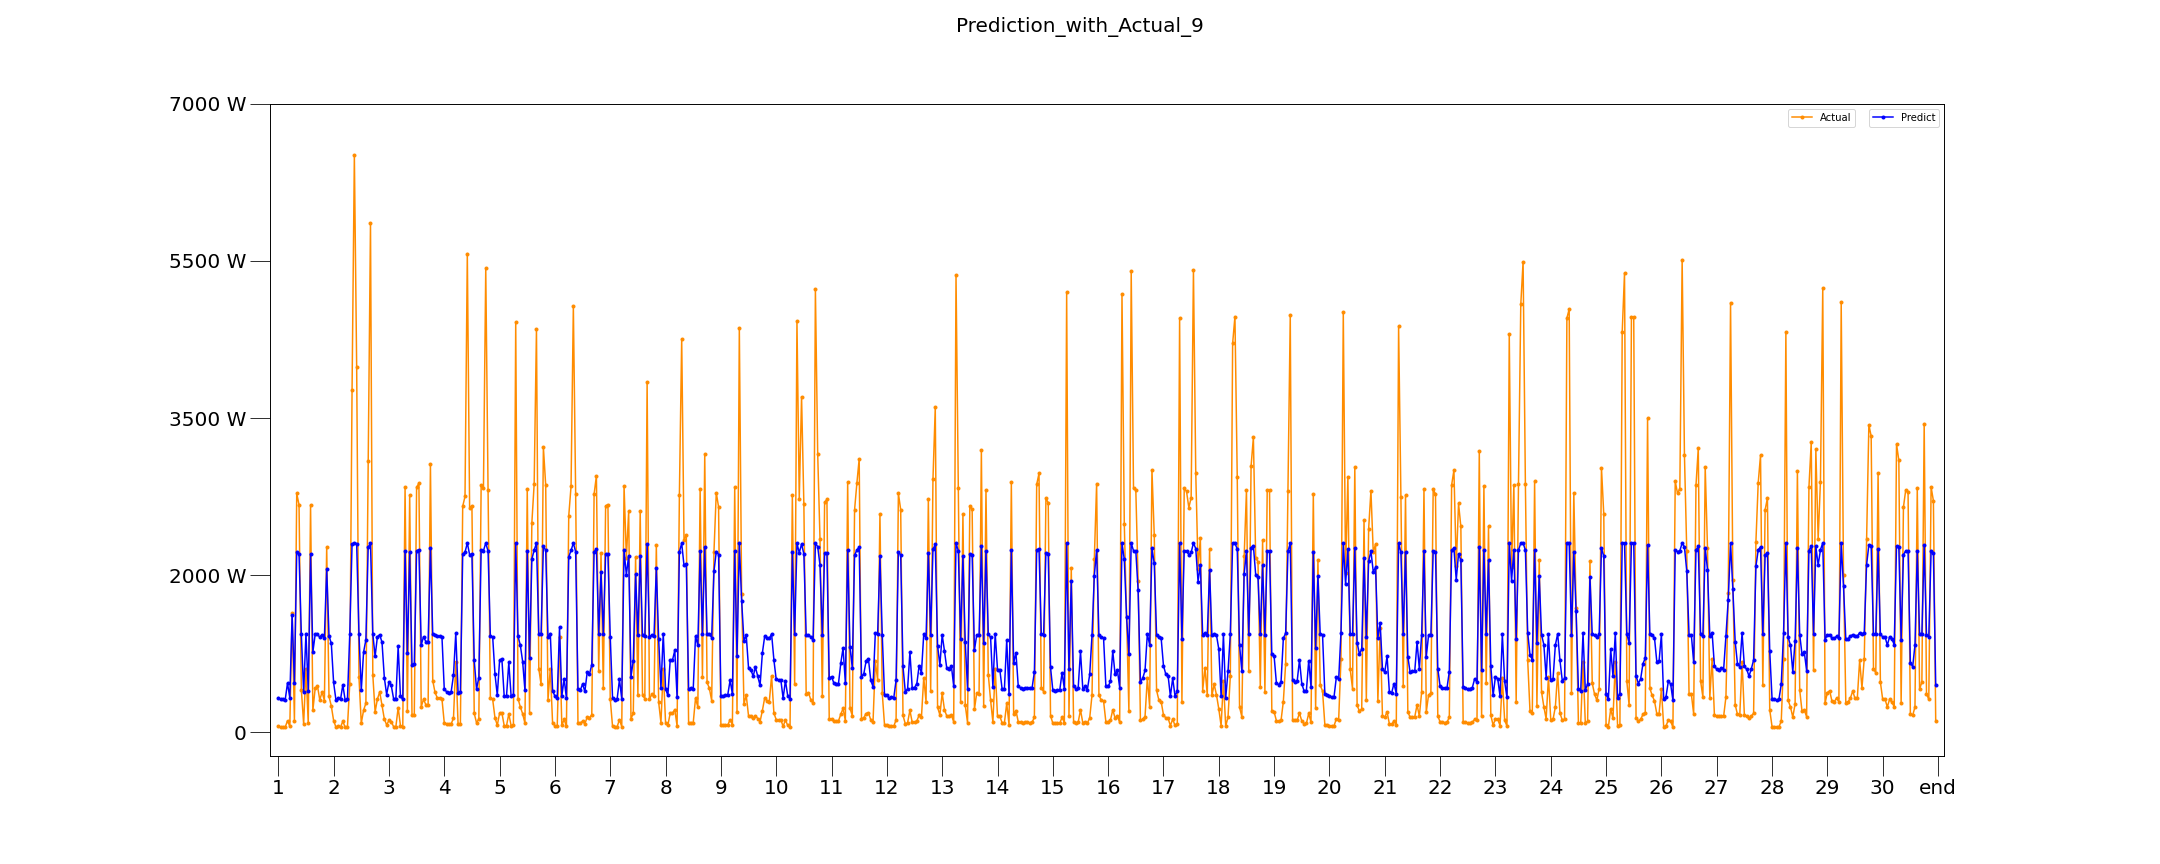 Prediction_with_Actual_9
Actual Predict
7000 W
5500 W
3500 W
2000 W
0
1 2 3 4 5 6 7 8 9 10 11 12 13 14 15 16 17 18 19 20 21 22 23 24 25 26 27 28 29 30 end